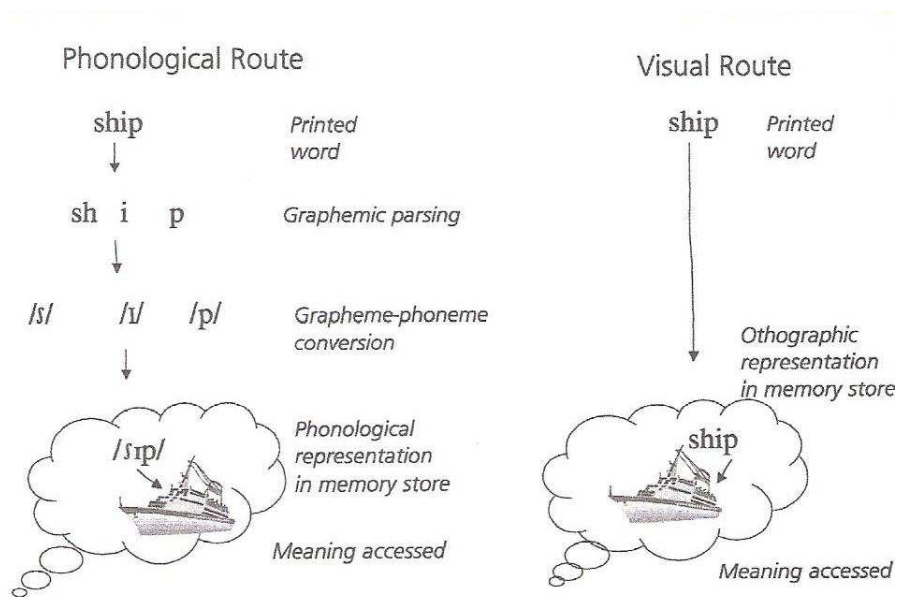 Phonological Route
ship
Printed
word
sh i p
Graphemic parsing
/ʃ/ /ɪ/ /p/
Grapheme-phoneme
conversion
/ʃɪp/
Phonological
representation
in memory store
Meaning accessed
Visual Route
ship
Printed
word
Othographic
representation
in memory store
ship
Meaning accessed